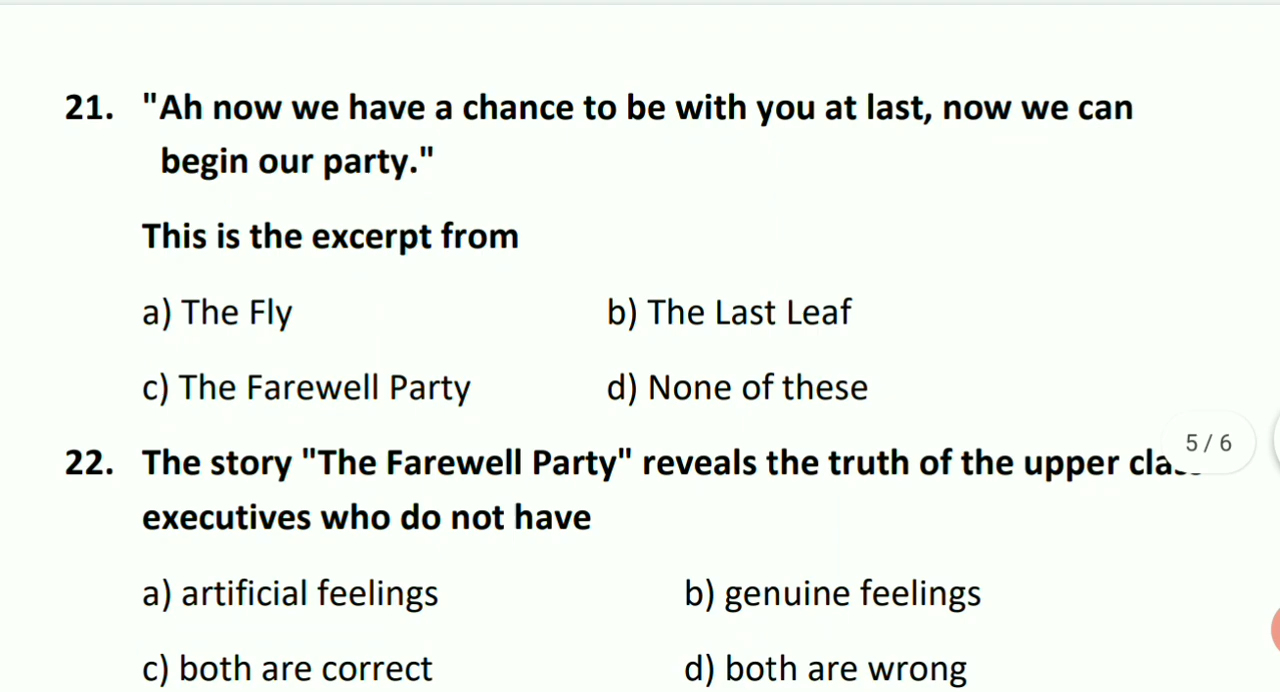 21. "Ah now we have a chance to be with you at last, now we can
begin our party."
This is the excerpt from
a) The Fly b) The Last Leaf
c) The Farewell Party d) None of these
5 / 6
22. The story "The Farewell Party" reveals the truth of the upper
executives who do not have
a) artificial feelings b) genuine feelings
c) both are correct d) both are wrong